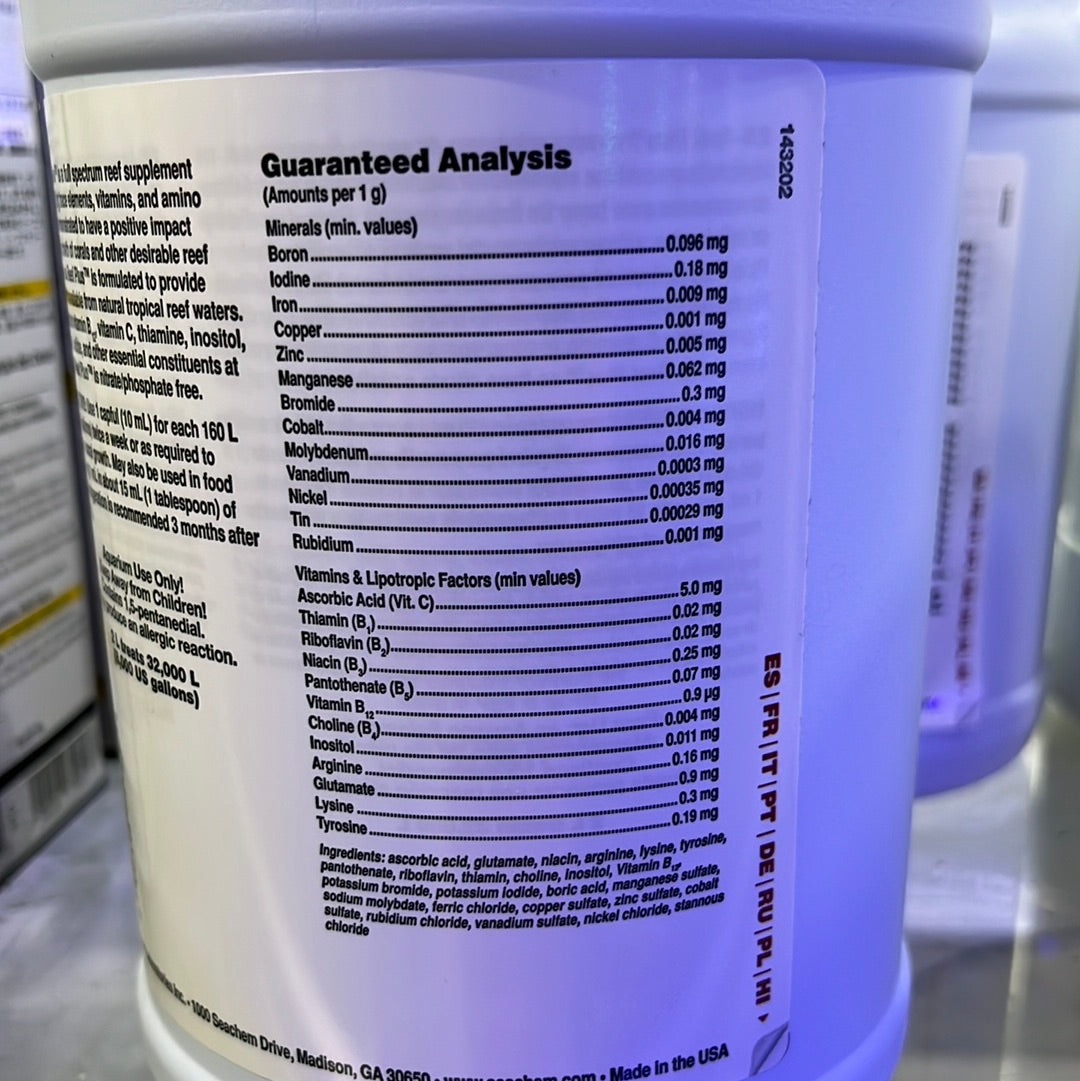 full spectrum reef supplement
elements, vitamins, and amino
to have a positive impact
of corals and other desirable reef
Plus™ is formulated to provide
from natural tropical reef waters.
vitamin C, thiamine, inositol,
and other essential constituents at
is nitrate/phosphate free.
1 capful (10 mL) for each 160 L
twice a week or as required to
growth. May also be used in food
about 15 mL (1 tablespoon) of
is recommended 3 months after
Aquarium Use Only!
Away from Children!
1,5-pentanedial.
an allergic reaction.
treats 32,000 L
US gallons)
Guaranteed Analysis
(Amounts per 1 g)
Minerals (min. values)
Boron 0.096 mg
Iodine 0.18 mg
Iron 0.009 mg
Copper 0.001 mg
Zinc 0.005 mg
Manganese 0.062 mg
Bromide 0.3 mg
Cobalt 0.004 mg
Molybdenum 0.016 mg
Vanadium 0.0003 mg
Nickel 0.00035 mg
Tin 0.00029 mg
Rubidium 0.001 mg
Vitamins & Lipotropic Factors (min values)
Ascorbic Acid (Vit. C) 5.0 mg
Thiamin (B₁) 0.02 mg
Riboflavin (B₂) 0.02 mg
Niacin (B₃) 0.25 mg
Pantothenate (B₅) 0.07 mg
Vitamin B₁₂ 0.9 µg
Choline (B₄) 0.004 mg
Inositol 0.011 mg
Arginine 0.16 mg
Glutamate 0.9 mg
Lysine 0.3 mg
Tyrosine 0.19 mg
Ingredients: ascorbic acid, glutamate, niacin, arginine, lysine, tyrosine,
pantothenate, riboflavin, thiamin, choline, inositol, Vitamin B₁₂,
potassium bromide, potassium iodide, boric acid, manganese sulfate,
sodium molybdate, ferric chloride, copper sulfate, zinc sulfate, cobalt
sulfate, rubidium chloride, vanadium sulfate, nickel chloride, stannous
chloride
143202
ES | FR | IT | PT | DE | RU | PL | HI
Inc. • 1000 Seachem Drive, Madison, GA 30650 • www.seachem.com • Made in the USA